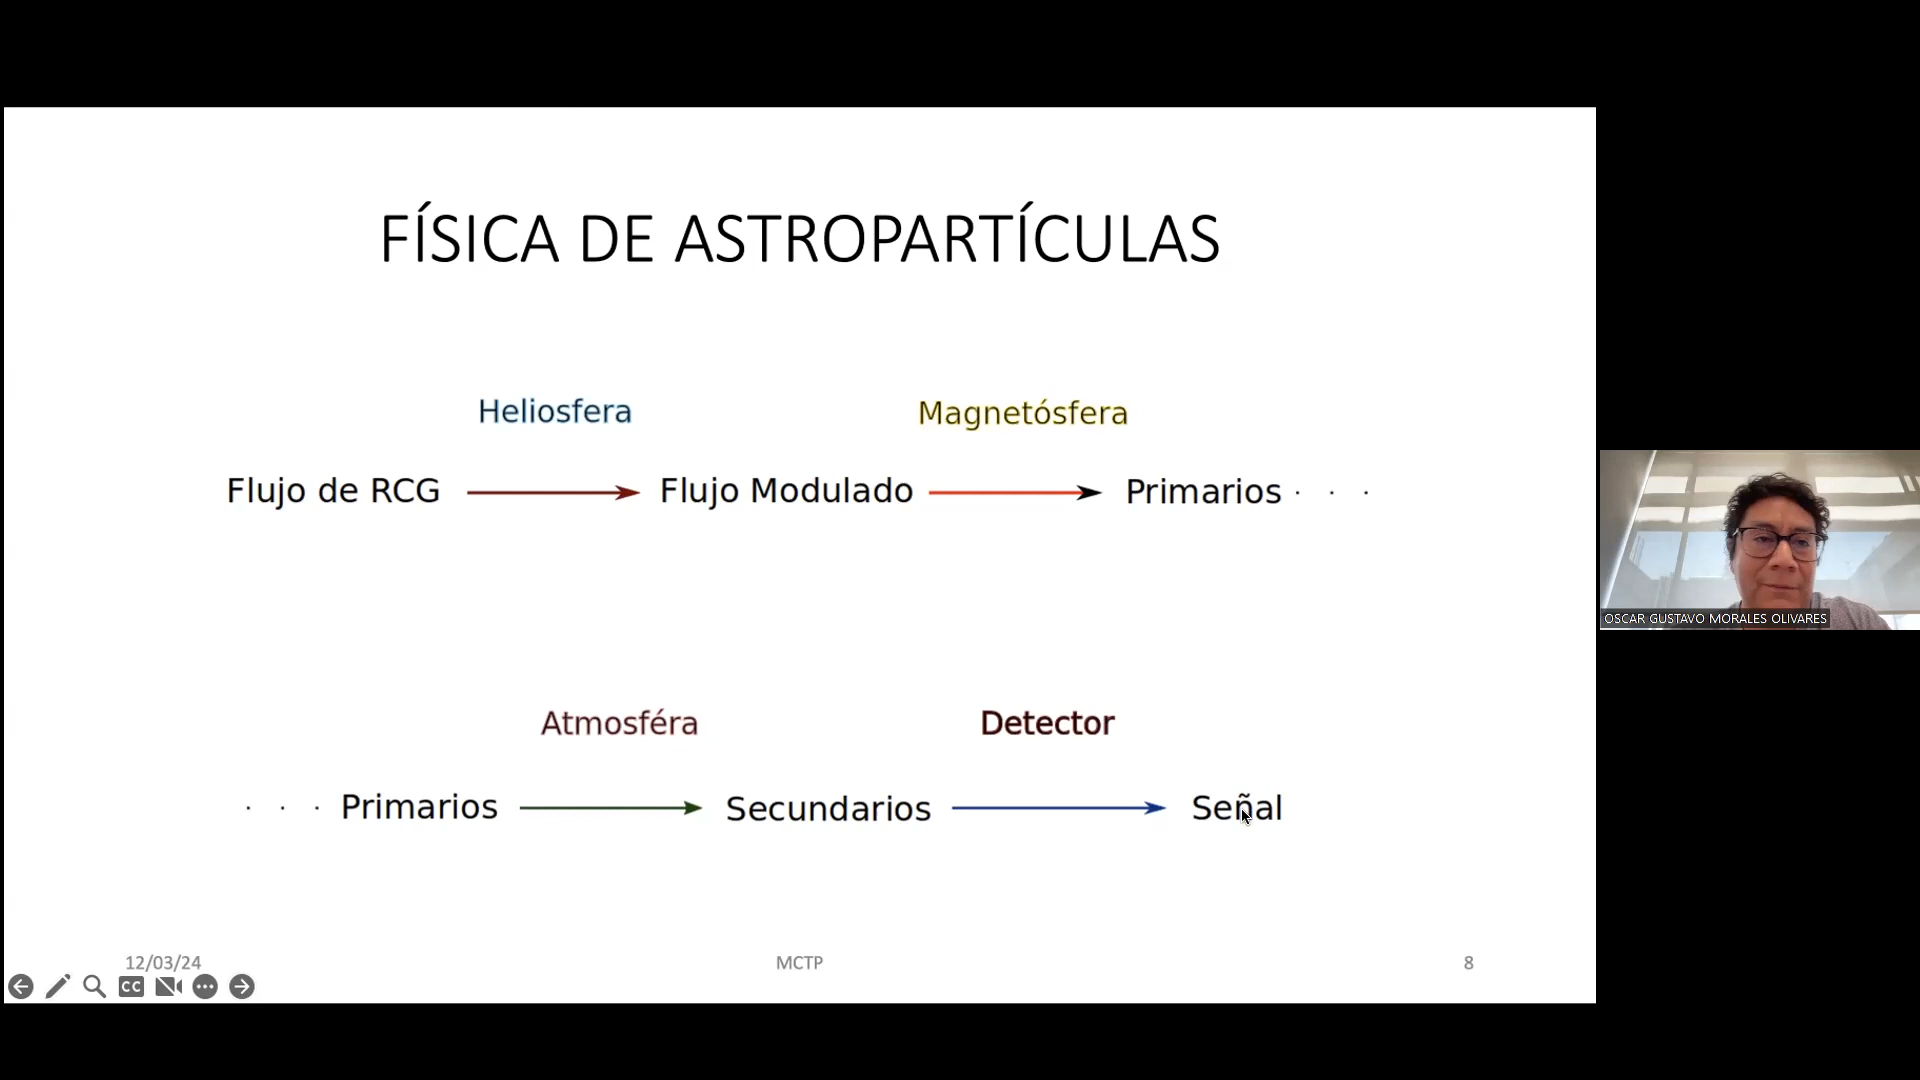 FÍSICA DE ASTROPARTÍCULAS
Heliosfera
Magnetósfera
Flujo de RCG
Flujo Modulado
Primarios . . .
Atmosféra
Detector
. . . Primarios
Secundarios
Señal
12/03/24
MCTP
8
CC
OSCAR GUSTAVO MORALES OLIVARES